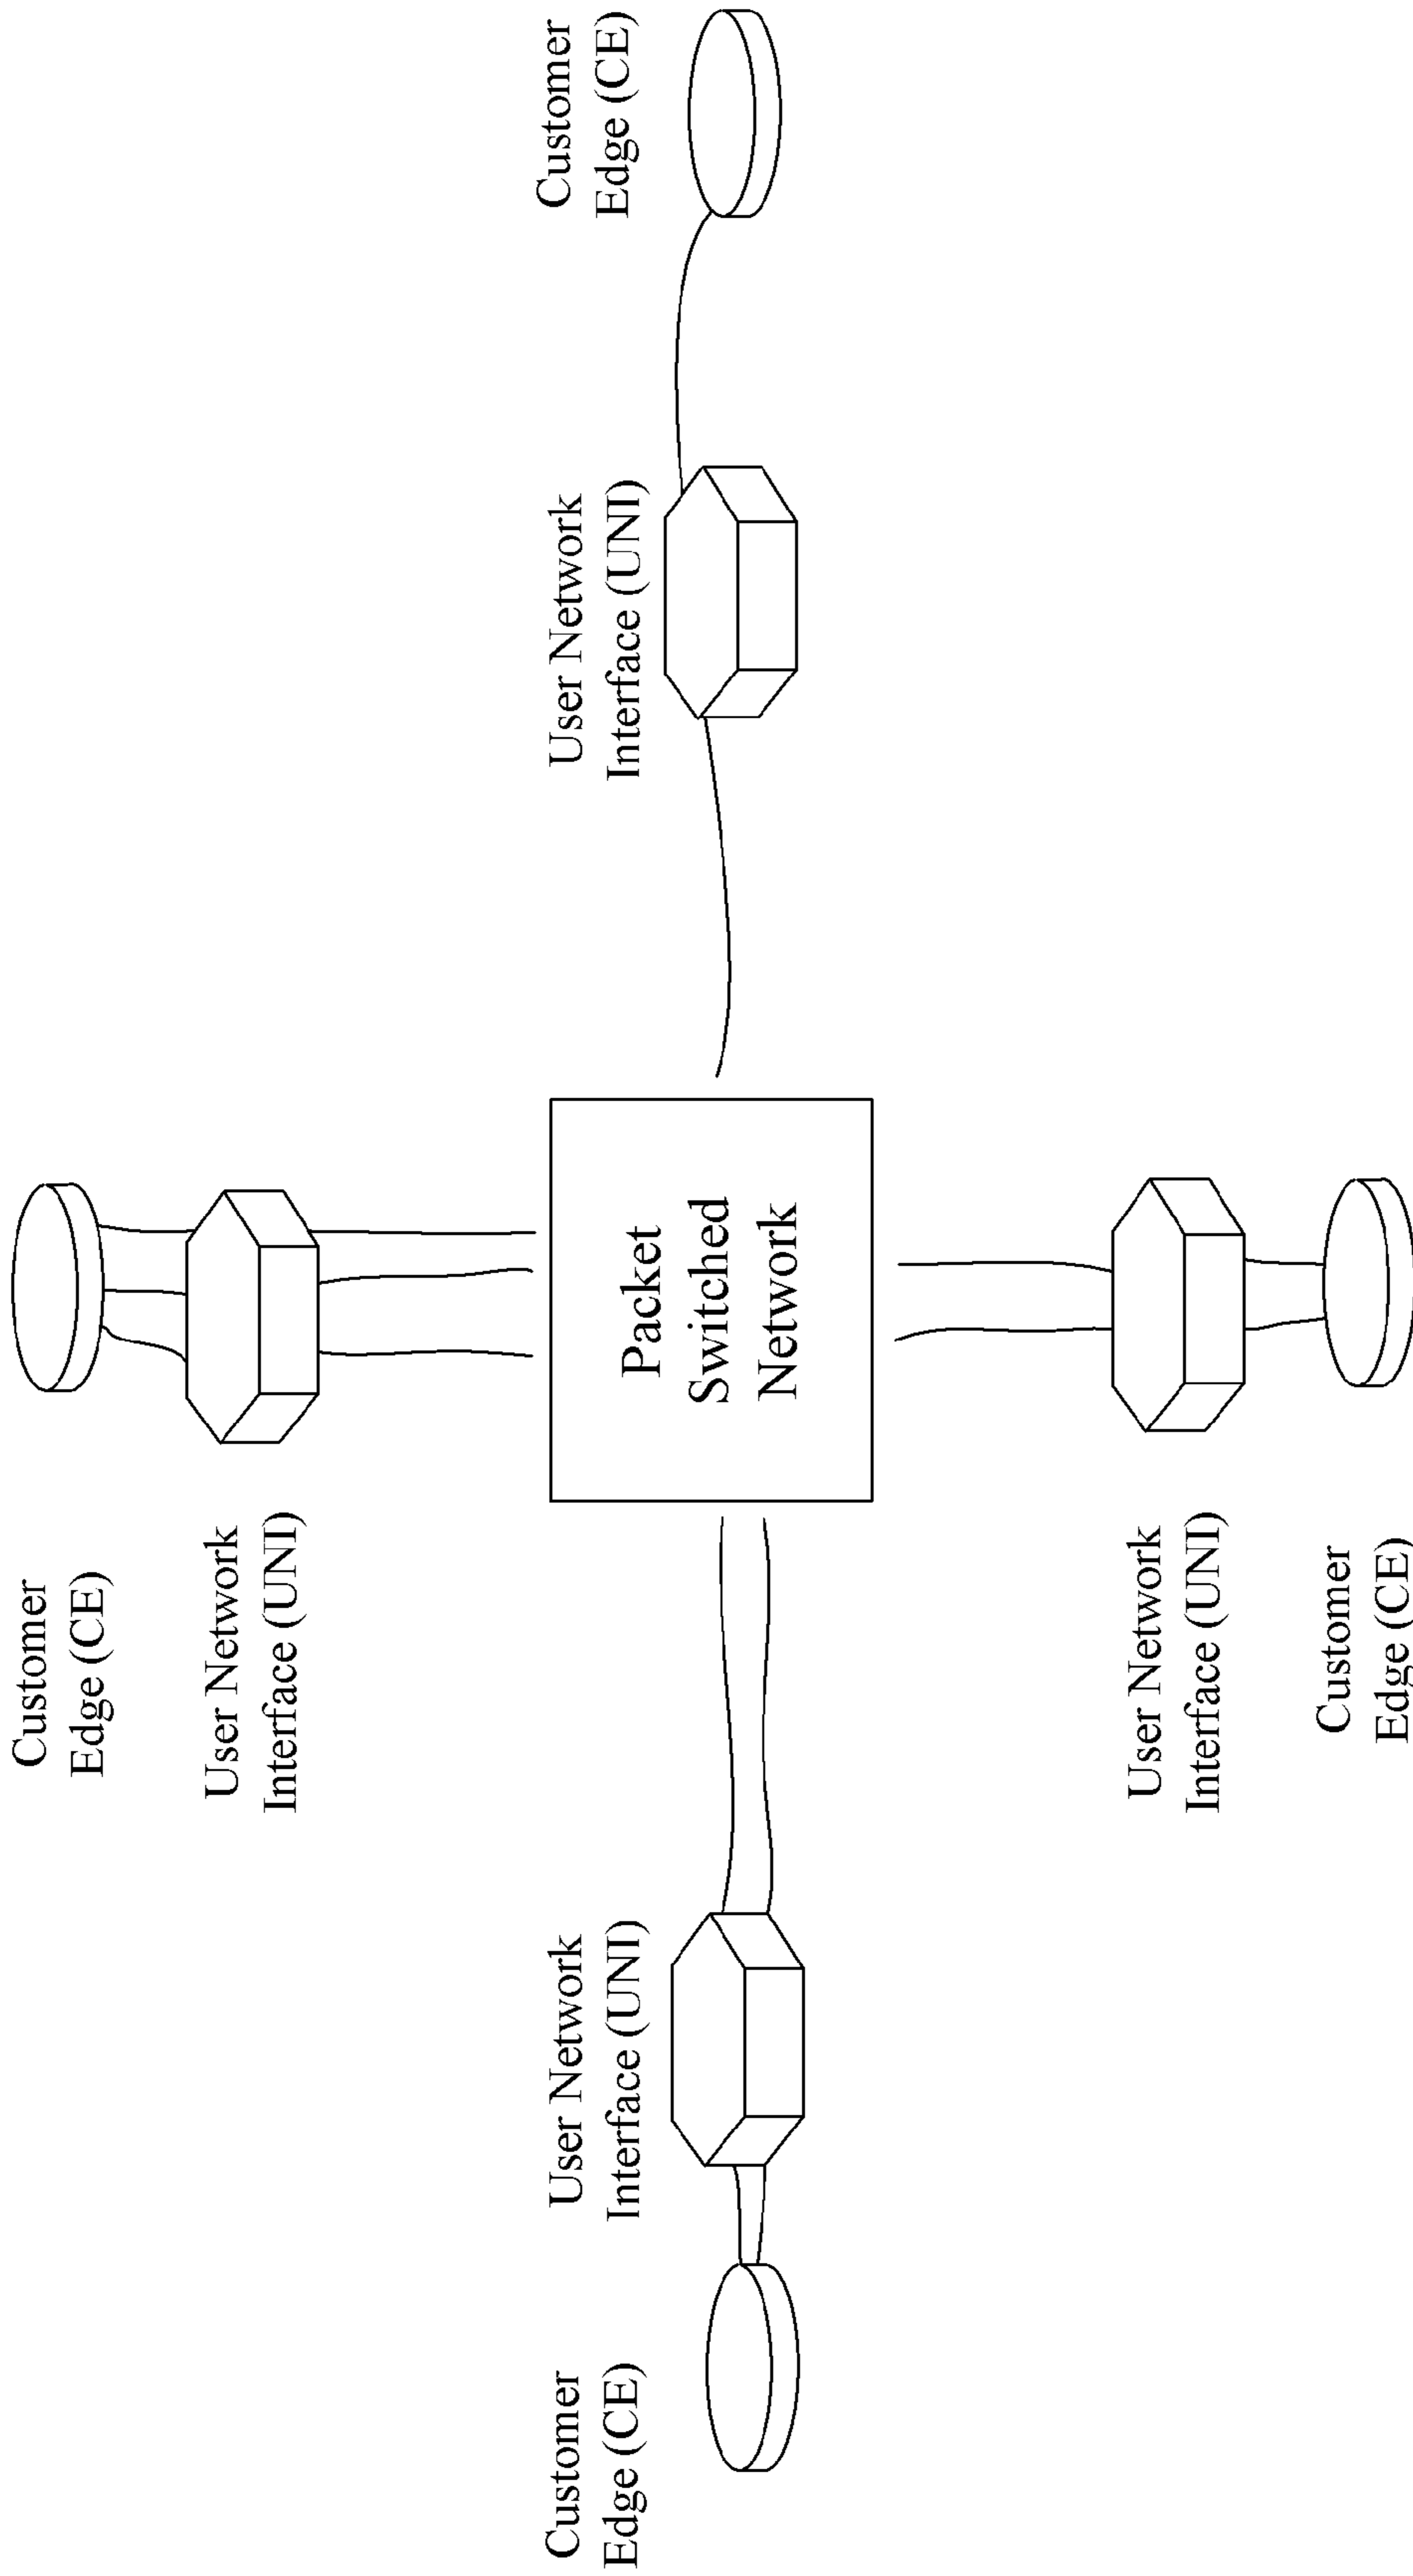 Customer
Edge (CE)
User Network
Interface (UNI)
User Network
Interface (UNI)
Customer
Edge (CE)
Packet
Switched
Network
User Network
Interface (UNI)
Customer
Edge (CE)
User Network
Interface (UNI)
Customer
Edge (CE)